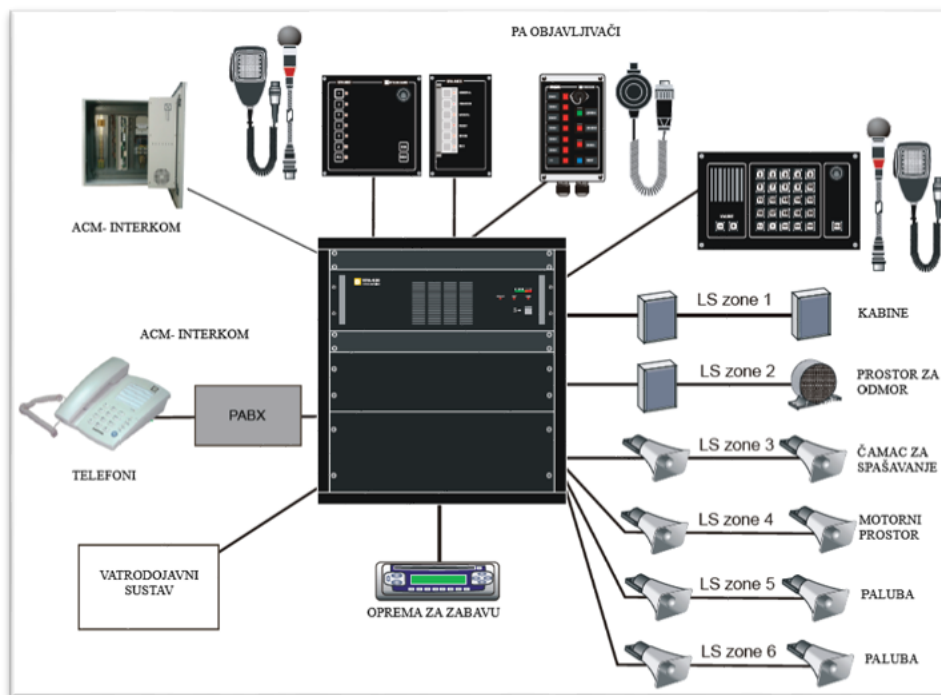 PA OBJAVLJIVAČI
ACM- INTERKOM
LS zone 1
KABINE
ACM- INTERKOM
LS zone 2
PROSTOR ZA
ODMOR
PABX
TELEFONI
LS zone 3
ČAMAC ZA
SPAŠAVANJE
LS zone 4
MOTORNI
PROSTOR
VATRODOJAVNI
SUSTAV
OPREMA ZA ZABAVU
LS zone 5
PALUBA
LS zone 6
PALUBA